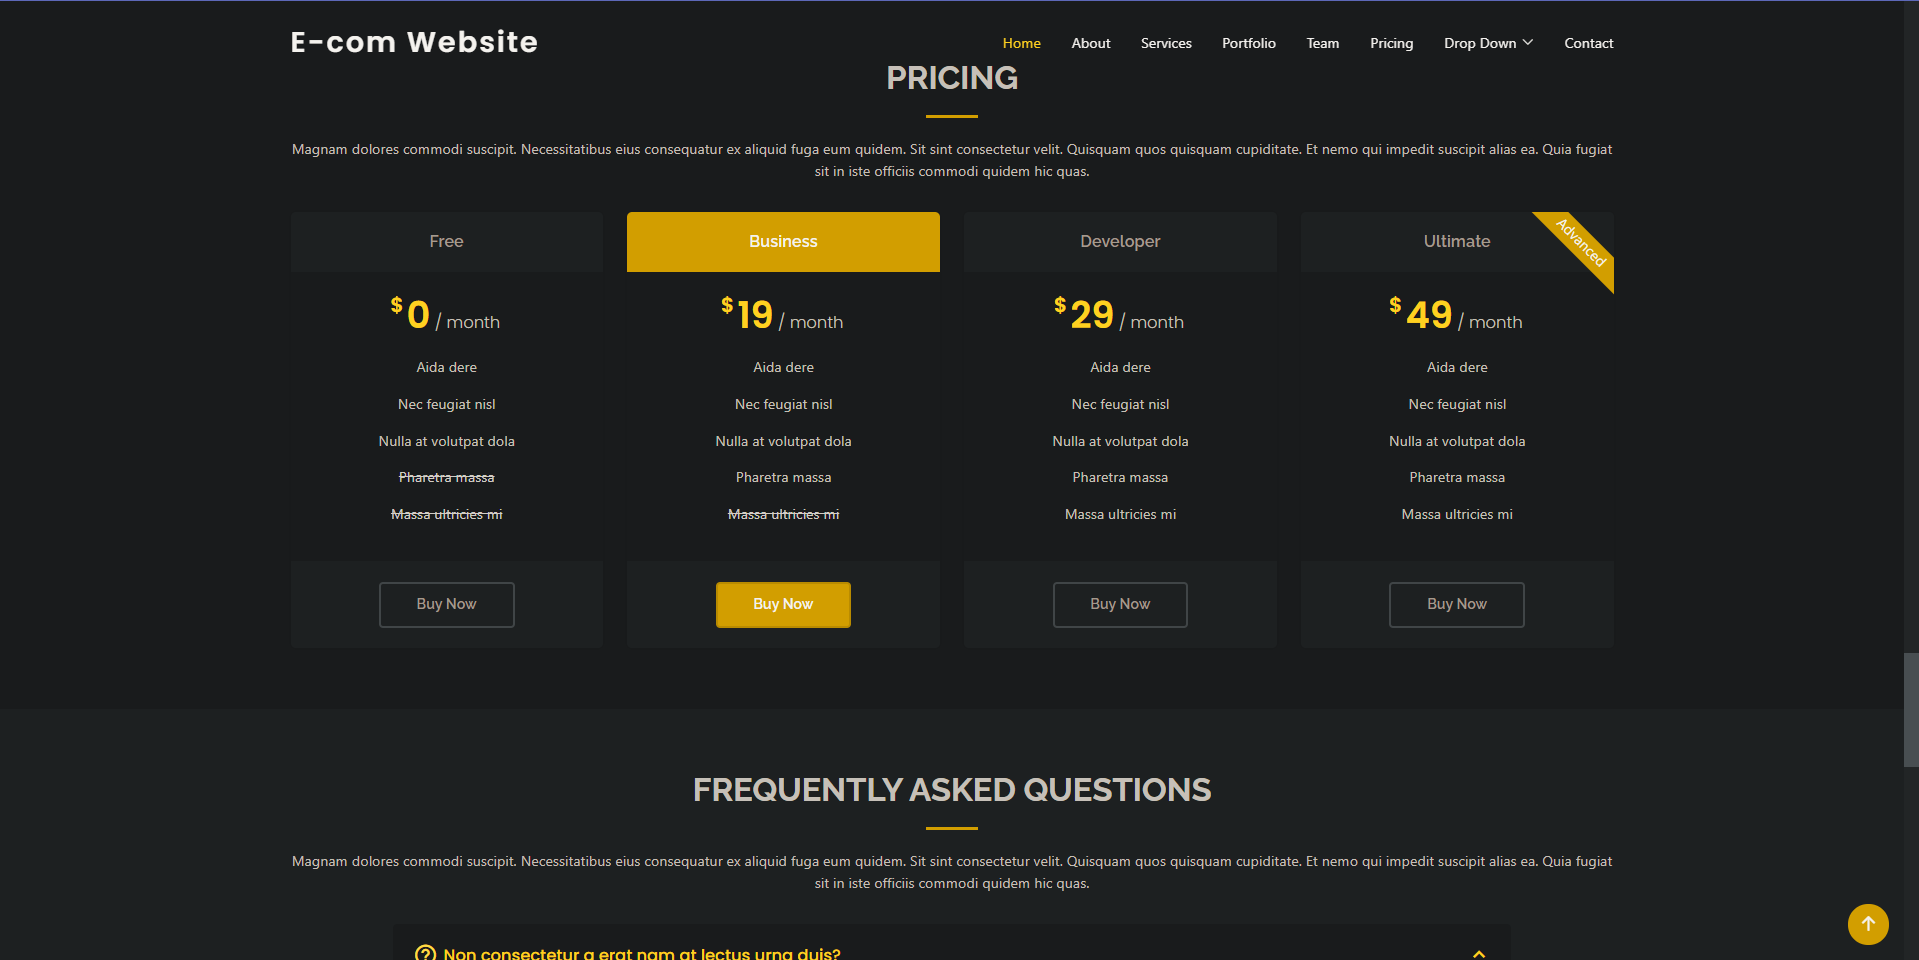 E-com Website
Home About Services Portfolio Team Pricing Drop Down Contact
PRICING
Magnam dolores commodi suscipit. Necessitatibus eius consequatur ex aliquid fuga eum quidem. Sit sint consectetur velit. Quisquam quos quisquam cupiditate. Et nemo qui impedit suscipit alias ea. Quia fugiat
sit in iste officiis commodi quidem hic quas.
Free
$0 / month
Aida dere
Nec feugiat nisl
Nulla at volutpat dola
Pharetra massa
Massa ultricies mi
Buy Now
Business
$19 / month
Aida dere
Nec feugiat nisl
Nulla at volutpat dola
Pharetra massa
Massa ultricies mi
Buy Now
Developer
$29 / month
Aida dere
Nec feugiat nisl
Nulla at volutpat dola
Pharetra massa
Massa ultricies mi
Buy Now
Ultimate
Advanced
$49 / month
Aida dere
Nec feugiat nisl
Nulla at volutpat dola
Pharetra massa
Massa ultricies mi
Buy Now
FREQUENTLY ASKED QUESTIONS
Magnam dolores commodi suscipit. Necessitatibus eius consequatur ex aliquid fuga eum quidem. Sit sint consectetur velit. Quisquam quos quisquam cupiditate. Et nemo qui impedit suscipit alias ea. Quia fugiat
sit in iste officiis commodi quidem hic quas.
Non consectetur a erat nam at lectus urna duis?